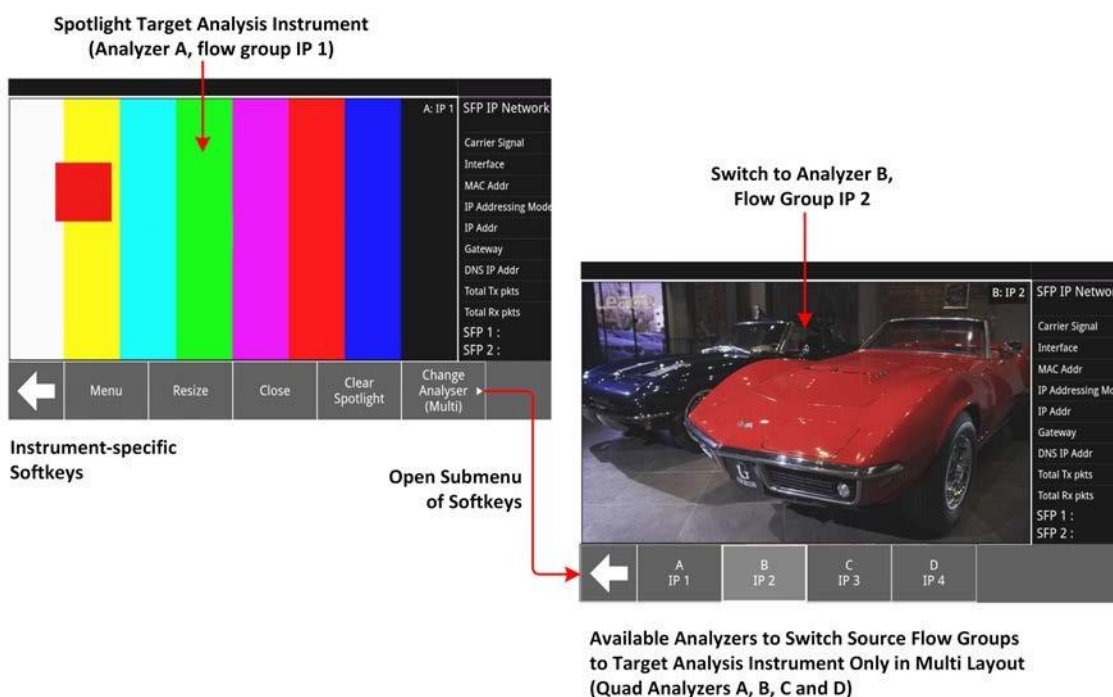 Spotlight Target Analysis Instrument
(Analyzer A, flow group IP 1)
A: IP 1
SFP IP Network
Carrier Signal
Interface
MAC Addr
IP Addressing Mode
IP Addr
Gateway
DNS IP Addr
Total Tx pkts
Total Rx pkts
SFP 1 :
SFP 2 :
Menu
Resize
Close
Clear
Spotlight
Change
Analyser
(Multi)
Instrument-specific
Softkeys
Open Submenu
of Softkeys
Switch to Analyzer B,
Flow Group IP 2
B: IP 2
SFP IP Networ
Carrier Signal
Interface
MAC Addr
IP Addressing Mo
IP Addr
Gateway
DNS IP Addr
Total Tx pkts
Total Rx pkts
SFP 1 :
SFP 2 :
A
IP 1
B
IP 2
C
IP 3
D
IP 4
Available Analyzers to Switch Source Flow Groups
to Target Analysis Instrument Only in Multi Layout
(Quad Analyzers A, B, C and D)